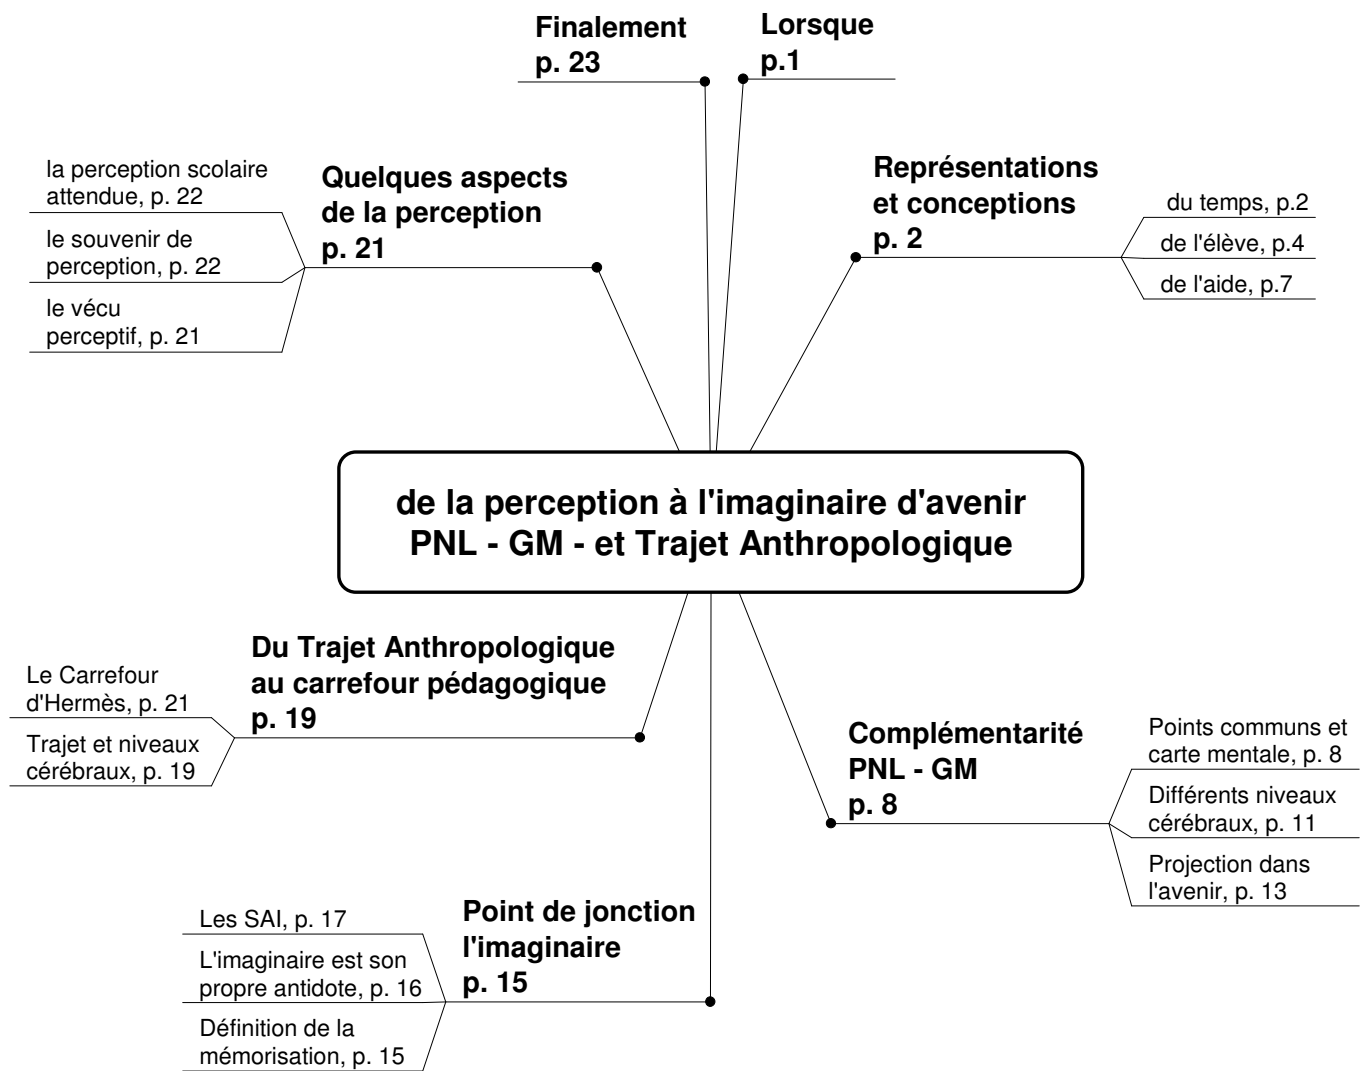 Finalement
p. 23
Lorsque
p.1
Représentations
et conceptions
p. 2
du temps, p.2
de l'élève, p.4
de l'aide, p.7
Quelques aspects
de la perception
p. 21
la perception scolaire
attendue, p. 22
le souvenir de
perception, p. 22
le vécu
perceptif, p. 21
de la perception à l'imaginaire d'avenir
PNL - GM - et Trajet Anthropologique
Du Trajet Anthropologique
au carrefour pédagogique
p. 19
Le Carrefour
d'Hermès, p. 21
Trajet et niveaux
cérébraux, p. 19
Complémentarité
PNL - GM
p. 8
Points communs et
carte mentale, p. 8
Différents niveaux
cérébraux, p. 11
Projection dans
l'avenir, p. 13
Point de jonction
l'imaginaire
p. 15
Les SAI, p. 17
L'imaginaire est son
propre antidote, p. 16
Définition de la
mémorisation, p. 15